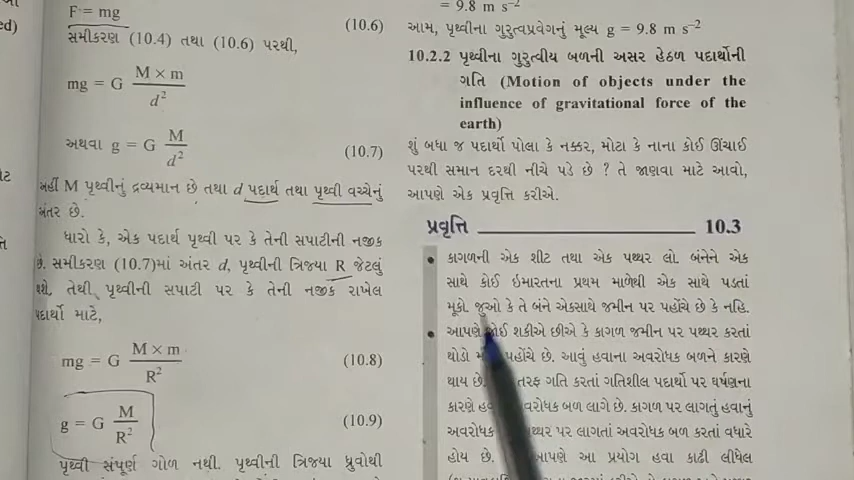 ed)
F = mg
(10.6)
સમીકરણ (10.4) તથા (10.6) પરથી,
mg = G M × m / d²
અથવા g = G M / d²
(10.7)
અહીં M પૃથ્વીનું દ્રવ્યમાન છે તથા d પદાર્થ તથા પૃથ્વી વચ્ચેનું
અંતર છે.
ધારો કે, એક પદાર્થ પૃથ્વી પર કે તેની સપાટીની નજીક
છે. સમીકરણ (10.7)માં અંતર d, પૃથ્વીની ત્રિજ્યા R જેટલું
થશે, તેથી પૃથ્વીની સપાટી પર કે તેની નજીક રાખેલ
પદાર્થો માટે,
mg = G M × m / R²
(10.8)
g = G M / R²
(10.9)
પૃથ્વી સંપૂર્ણ ગોળ નથી. પૃથ્વીની ત્રિજ્યા ધ્રુવોથી
= 9.8 m s⁻²
આમ, પૃથ્વીના ગુરુત્વપ્રવેગનું મૂલ્ય g = 9.8 m s⁻²
10.2.2 પૃથ્વીના ગુરુત્વીય બળની અસર હેઠળ પદાર્થોની
ગતિ (Motion of objects under the
influence of gravitational force of the
earth)
શું બધા જ પદાર્થો પોલા કે નક્કર, મોટા કે નાના કોઈ ઊંચાઈ
પરથી સમાન દરથી નીચે પડે છે ? તે જાણવા માટે આવો,
આપણે એક પ્રવૃત્તિ કરીએ.
પ્રવૃત્તિ 10.3
• કાગળની એક શીટ તથા એક પથ્થર લો. બંનેને એક
સાથે કોઈ ઇમારતના પ્રથમ માળેથી એક સાથે પડતાં
મૂકો. જુઓ કે તે બંને એકસાથે જમીન પર પહોંચે છે કે નહિ.
• આપણે જોઈ શકીએ છીએ કે કાગળ જમીન પર પથ્થર કરતાં
થોડો પહોંચે છે. આવું હવાના અવરોધક બળને કારણે
થાય છે. તરફ ગતિ કરતાં ગતિશીલ પદાર્થો પર ઘર્ષણના
કારણે અવરોધક બળ લાગે છે. કાગળ પર લાગતું હવાનું
અવરોધક પથ્થર પર લાગતાં અવરોધક બળ કરતાં વધારે
હોય છે. આપણે આ પ્રયોગ હવા કાઢી લીધેલ